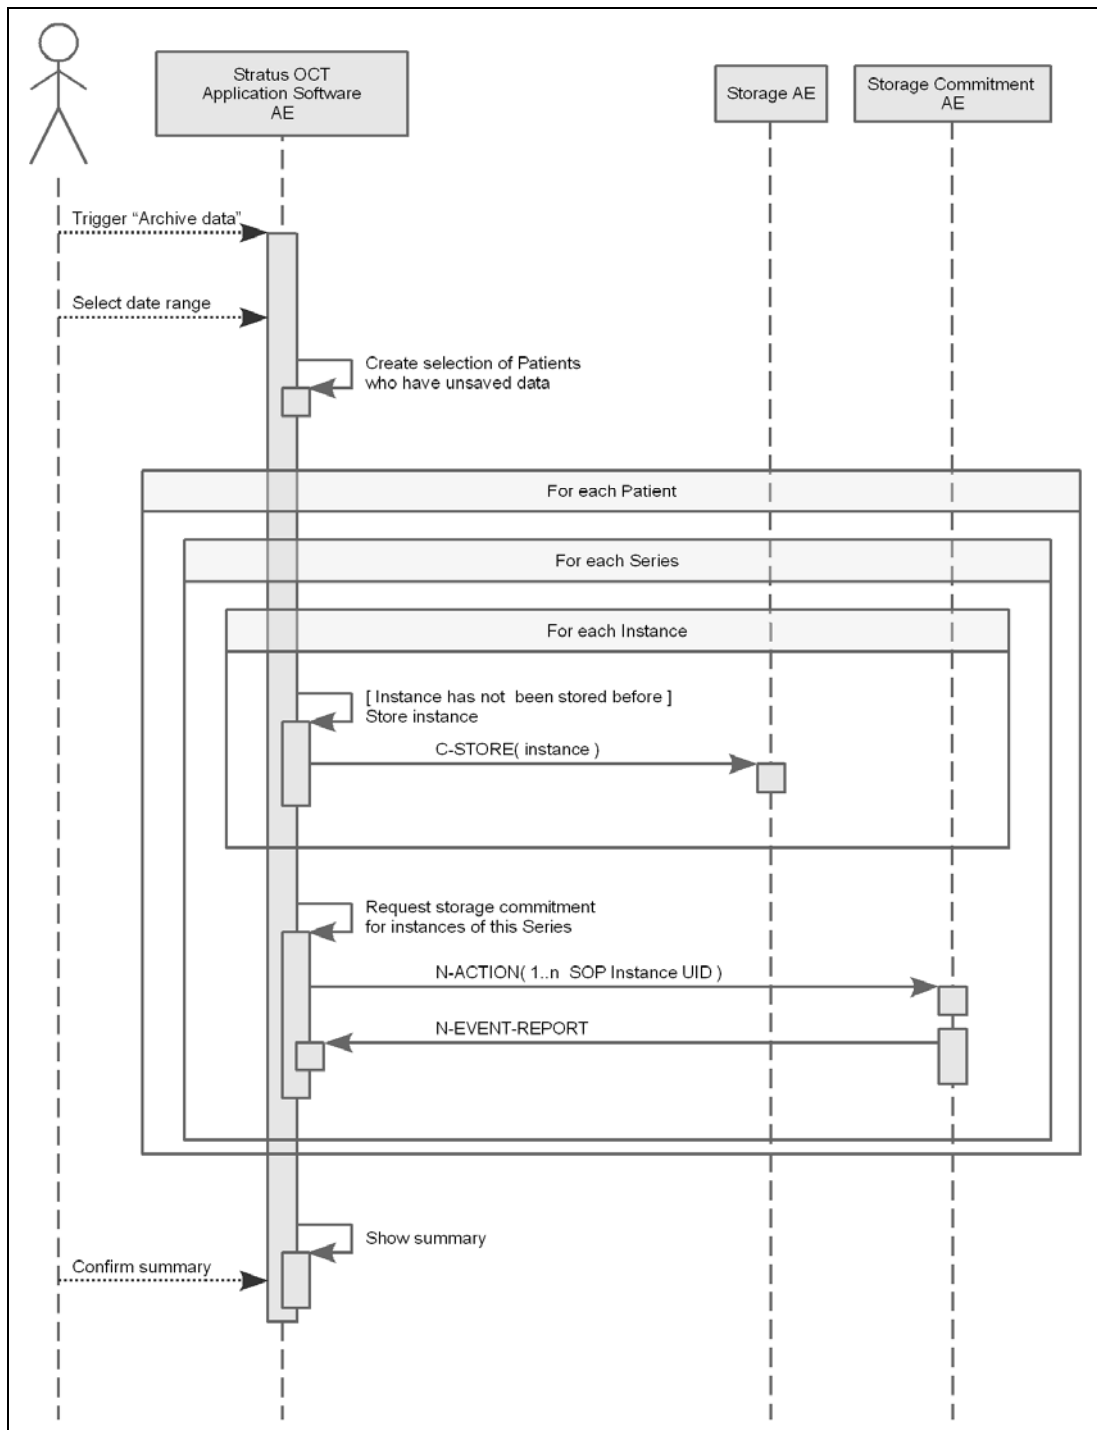 Stratus OCT
Application Software
AE
Storage AE
Storage Commitment
AE
Trigger “Archive data”
Select date range
Create selection of Patients
who have unsaved data
For each Patient
For each Series
For each Instance
[ Instance has not  been stored before ]
Store instance
C-STORE( instance )
Request storage commitment
for instances of this Series
N-ACTION( 1..n  SOP Instance UID )
N-EVENT-REPORT
Show summary
Confirm summary